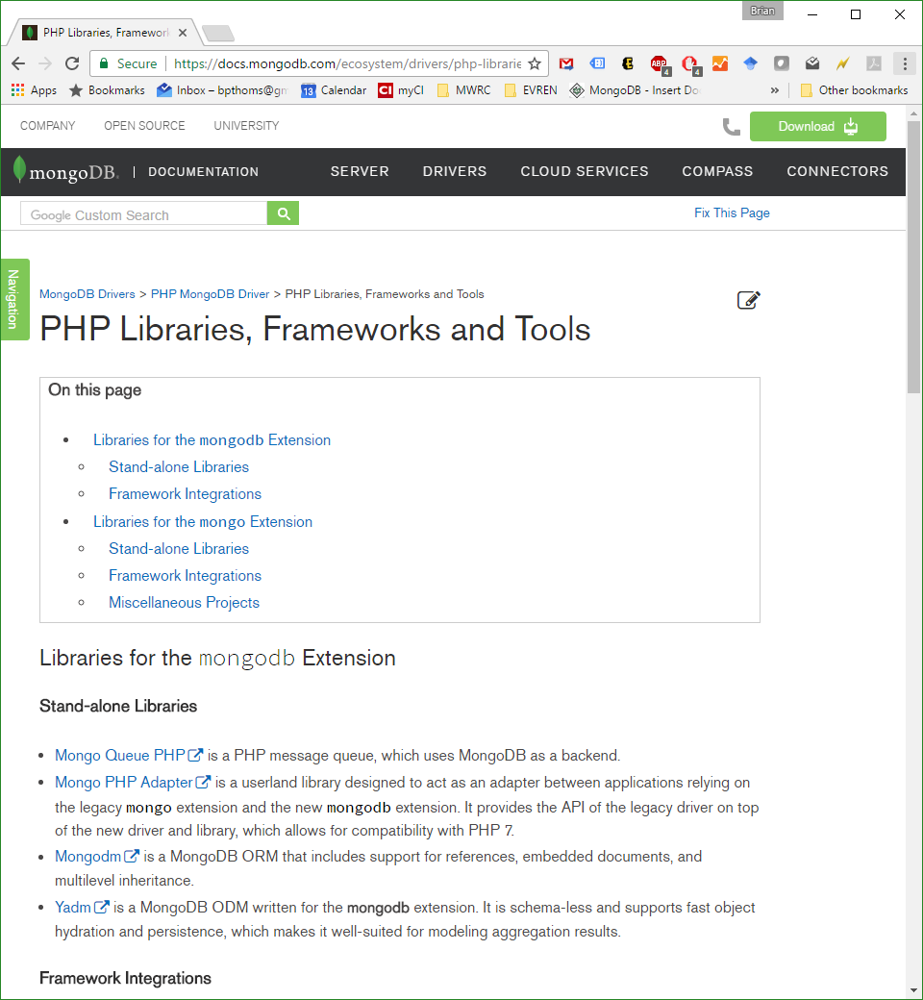 Brian
PHP Libraries, Framework
Secure https://docs.mongodb.com/ecosystem/drivers/php-librarie
ABP 4 4
Apps Bookmarks Inbox – bpthoms@gm 13 Calendar CI myCI MWRC EVREN MongoDB - Insert Do » Other bookmarks
COMPANY OPEN SOURCE UNIVERSITY Download
mongoDB. | DOCUMENTATION SERVER DRIVERS CLOUD SERVICES COMPASS CONNECTORS
Google Custom Search Fix This Page
Navigation
MongoDB Drivers > PHP MongoDB Driver > PHP Libraries, Frameworks and Tools
PHP Libraries, Frameworks and Tools
On this page
Libraries for the mongodb Extension
Stand-alone Libraries
Framework Integrations
Libraries for the mongo Extension
Stand-alone Libraries
Framework Integrations
Miscellaneous Projects
Libraries for the mongodb Extension
Stand-alone Libraries
Mongo Queue PHP is a PHP message queue, which uses MongoDB as a backend.
Mongo PHP Adapter is a userland library designed to act as an adapter between applications relying on
the legacy mongo extension and the new mongodb extension. It provides the API of the legacy driver on top
of the new driver and library, which allows for compatibility with PHP 7.
Mongodm is a MongoDB ORM that includes support for references, embedded documents, and
multilevel inheritance.
Yadm is a MongoDB ODM written for the mongodb extension. It is schema-less and supports fast object
hydration and persistence, which makes it well-suited for modeling aggregation results.
Framework Integrations